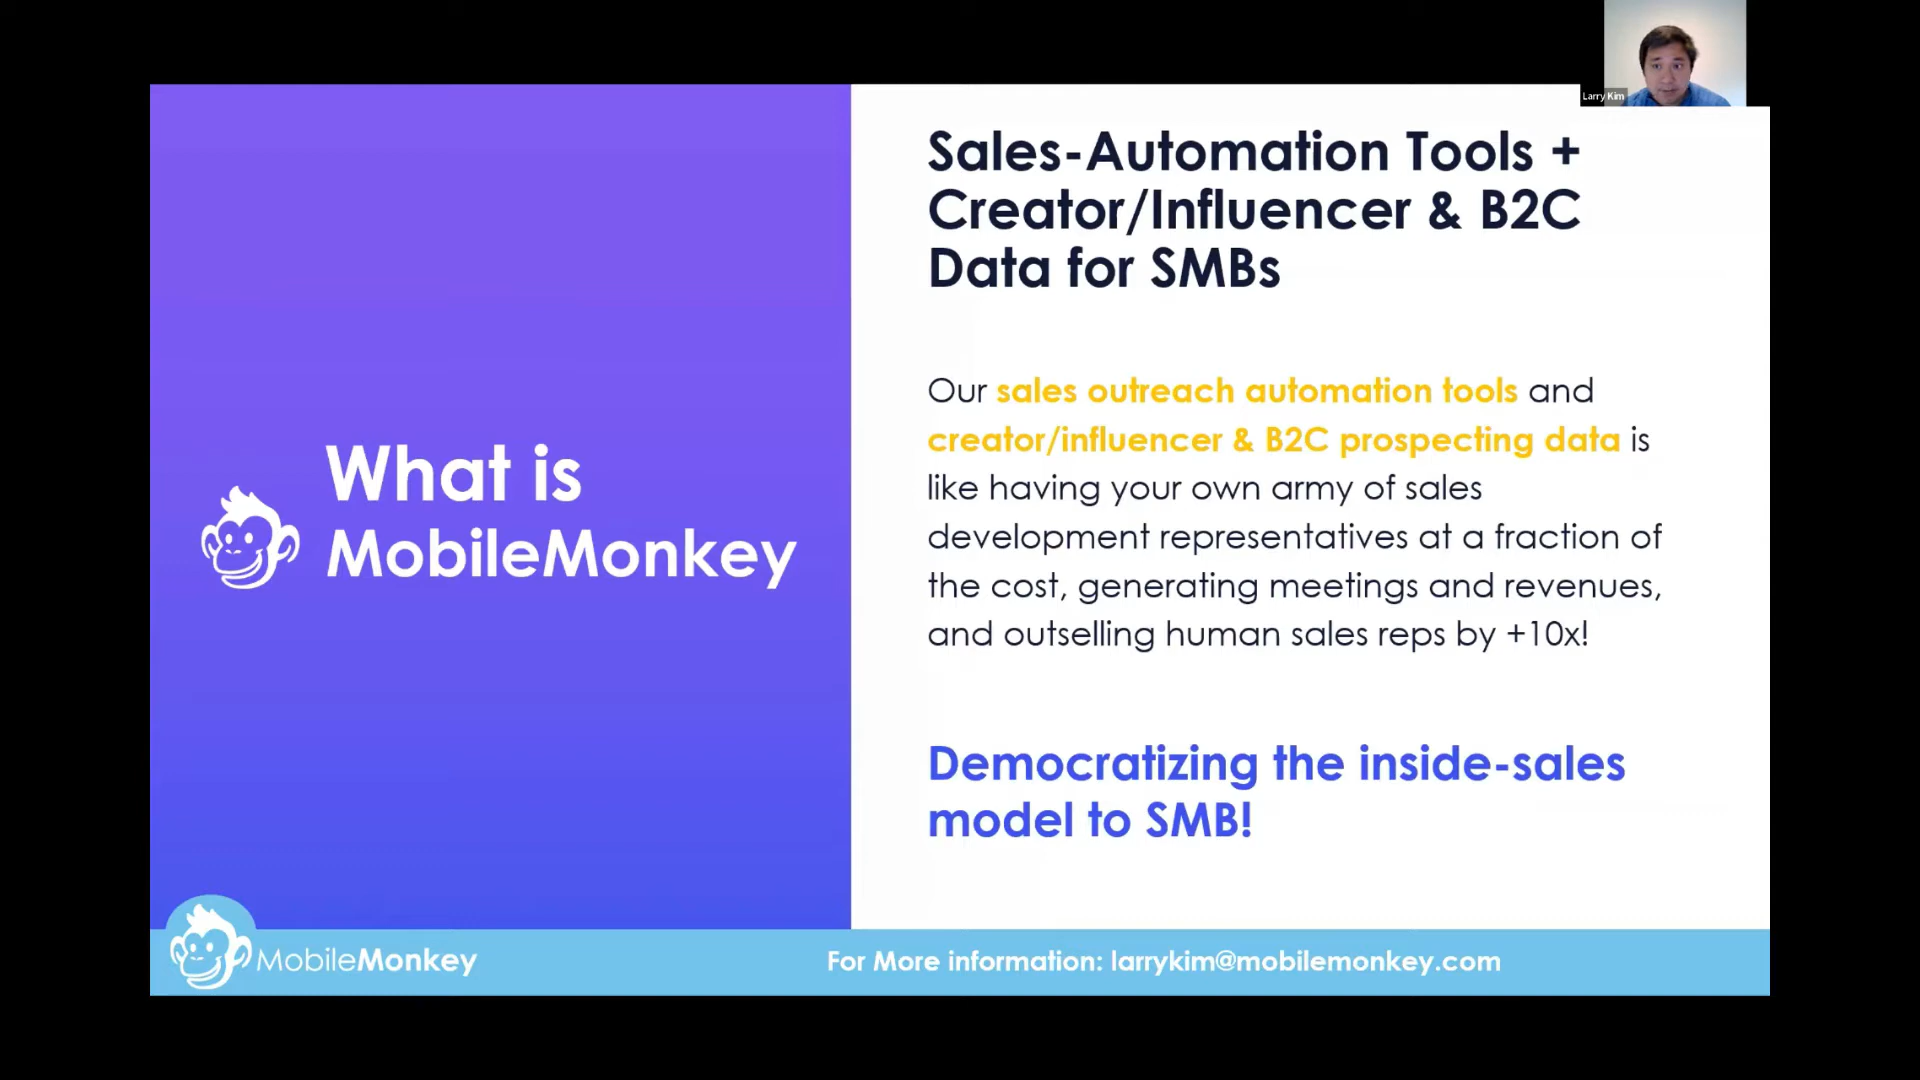 Larry Kim
What is
MobileMonkey
Sales-Automation Tools +
Creator/Influencer & B2C
Data for SMBs
Our sales outreach automation tools and
creator/influencer & B2C prospecting data is
like having your own army of sales
development representatives at a fraction of
the cost, generating meetings and revenues,
and outselling human sales reps by +10x!
Democratizing the inside-sales
model to SMB!
MobileMonkey
For More information: larrykim@mobilemonkey.com